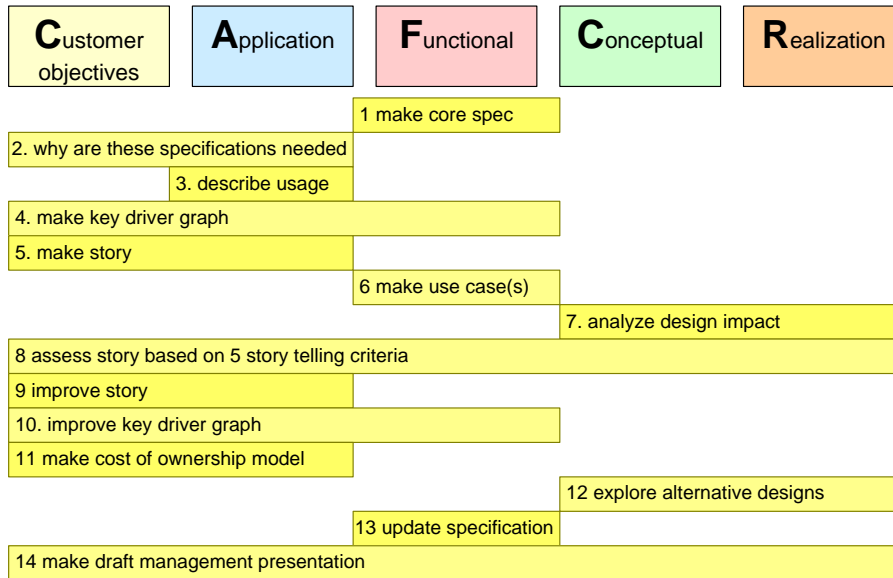 Customer
objectives
Application
Functional
Conceptual
Realization
1 make core spec
2. why are these specifications needed
3. describe usage
4. make key driver graph
5. make story
6 make use case(s)
7. analyze design impact
8 assess story based on 5 story telling criteria
9 improve story
10. improve key driver graph
11 make cost of ownership model
12 explore alternative designs
13 update specification
14 make draft management presentation